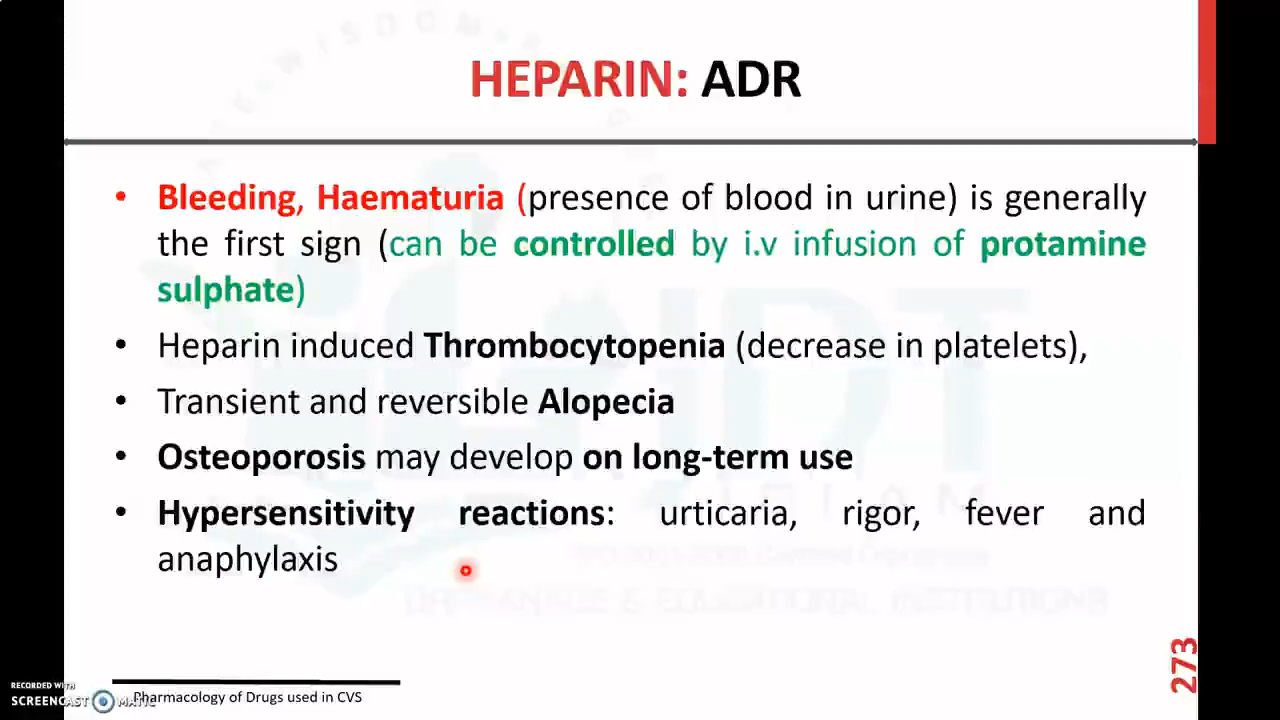 HEPARIN: ADR
• Bleeding, Haematuria (presence of blood in urine) is generally
the first sign (can be controlled by i.v infusion of protamine
sulphate)
• Heparin induced Thrombocytopenia (decrease in platelets),
• Transient and reversible Alopecia
• Osteoporosis may develop on long-term use
• Hypersensitivity reactions: urticaria, rigor, fever and
anaphylaxis
273
Pharmacology of Drugs used in CVS
RECORDED WITH
SCREENCAST MATIC